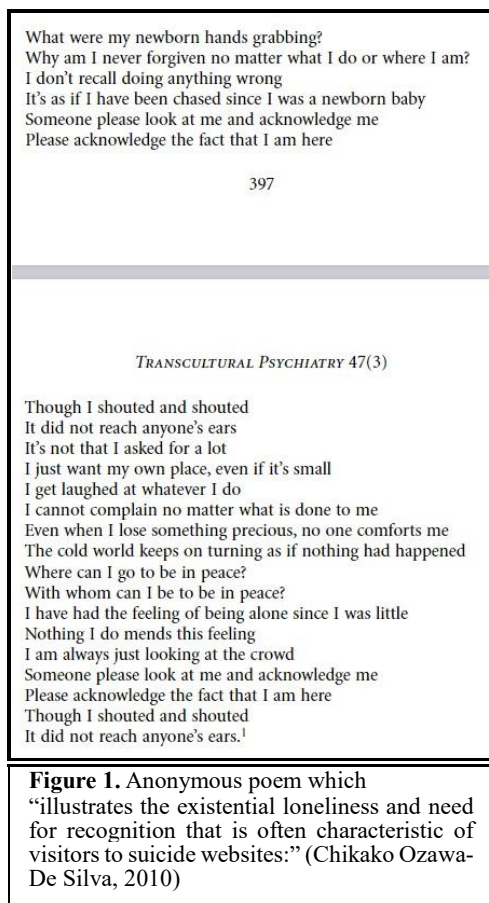 What were my newborn hands grabbing?
Why am I never forgiven no matter what I do or where I am?
I don't recall doing anything wrong
It's as if I have been chased since I was a newborn baby
Someone please look at me and acknowledge me
Please acknowledge the fact that I am here
397
TRANSCULTURAL PSYCHIATRY 47(3)
Though I shouted and shouted
It did not reach anyone's ears
It's not that I asked for a lot
I just want my own place, even if it's small
I get laughed at whatever I do
I cannot complain no matter what is done to me
Even when I lose something precious, no one comforts me
The cold world keeps on turning as if nothing had happened
Where can I go to be in peace?
With whom can I be to be in peace?
I have had the feeling of being alone since I was little
Nothing I do mends this feeling
I am always just looking at the crowd
Someone please look at me and acknowledge me
Please acknowledge the fact that I am here
Though I shouted and shouted
It did not reach anyone's ears.1
Figure 1. Anonymous poem which
“illustrates the existential loneliness and need
for recognition that is often characteristic of
visitors to suicide websites:” (Chikako Ozawa-
De Silva, 2010)